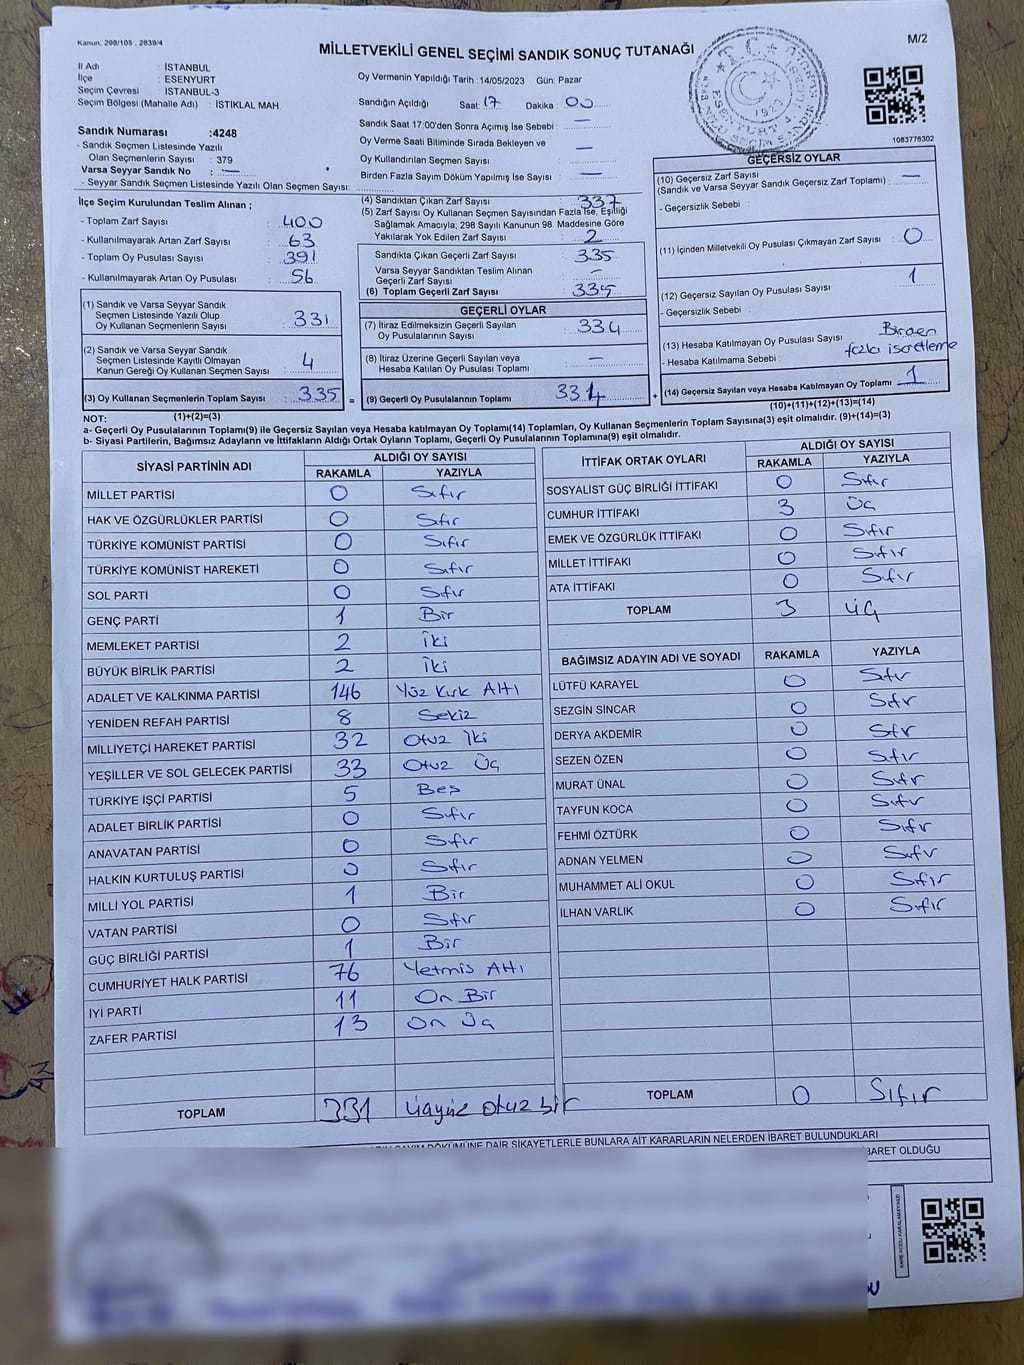 Kanun: 298/105 , 2839/4
MİLLETVEKİLİ GENEL SEÇİMİ SANDIK SONUÇ TUTANAĞI
M/2
İl Adı : İSTANBUL
İlçe : ESENYURT
Seçim Çevresi : İSTANBUL-3
Seçim Bölgesi (Mahalle Adı) : İSTİKLAL MAH.
Oy Vermenin Yapıldığı Tarih :14/05/2023 Gün: Pazar
Sandığın Açıldığı Saat: 17 Dakika : 00
Sandık Saat 17:00'den Sonra Açımış İse Sebebi : —
Oy Verme Saati Bitiminde Sırada Bekleyen ve
Oy Kullandırılan Seçmen Sayısı : —
Birden Fazla Sayım Döküm Yapılmış İse Sayısı : —
1083776302
Sandık Numarası :4248
- Sandık Seçmen Listesinde Yazılı
Olan Seçmenlerin Sayısı : 379
Varsa Seyyar Sandık No : —
- Seyyar Sandık Seçmen Listesinde Yazılı Olan Seçmen Sayısı:
İlçe Seçim Kurulundan Teslim Alınan ;
- Toplam Zarf Sayısı : 400
- Kullanılmayarak Artan Zarf Sayısı : 63
- Toplam Oy Pusulası Sayısı : 391
- Kullanılmayarak Artan Oy Pusulası : 56
(1) Sandık ve Varsa Seyyar Sandık
Seçmen Listesinde Yazılı Olup
Oy Kullanan Seçmenlerin Sayısı : 331
(2) Sandık ve Varsa Seyyar Sandık
Seçmen Listesinde Kayıtlı Olmayan
Kanun Gereği Oy Kullanan Seçmen Sayısı : 4
(3) Oy Kullanan Seçmenlerin Toplam Sayısı : 335 =
(1)+(2)=(3)
(4) Sandıktan Çıkan Zarf Sayısı : 337
(5) Zarf Sayısı Oy Kullanan Seçmen Sayısından Fazla İse, Eşitliği
Sağlamak Amacıyla; 298 Sayılı Kanunun 98. Maddesine Göre
Yakılarak Yok Edilen Zarf Sayısı : 2
Sandıkta Çıkan Geçerli Zarf Sayısı : 335
Varsa Seyyar Sandıktan Teslim Alınan
Geçerli Zarf Sayısı : —
(6) Toplam Geçerli Zarf Sayısı : 335
GEÇERLİ OYLAR
(7) İtiraz Edilmeksizin Geçerli Sayılan
Oy Pusulalarının Sayısı : 334
(8) İtiraz Üzerine Geçerli Sayılan veya
Hesaba Katılan Oy Pusulası Toplamı : —
(9) Geçerli Oy Pusulalarının Toplamı : 334 +
GEÇERSİZ OYLAR
(10) Geçersiz Zarf Sayısı
(Sandık ve Varsa Seyyar Sandık Geçersiz Zarf Toplamı) : —
- Geçersizlik Sebebi :
(11) İçinden Milletvekili Oy Pusulası Çıkmayan Zarf Sayısı : 0
(12) Geçersiz Sayılan Oy Pusulası Sayısı : 1
- Geçersizlik Sebebi :
(13) Hesaba Katılmayan Oy Pusulası Sayısı : Birden
- Hesaba Katılmama Sebebi : fazla isaretleme
(14) Geçersiz Sayılan veya Hesaba Katılmayan Oy Toplamı : 1
(10)+(11)+(12)+(13)=(14)
NOT:
a- Geçerli Oy Pusulalarının Toplamı(9) ile Geçersiz Sayılan veya Hesaba Katılmayan Oy Toplamı(14) Toplamları, Oy Kullanan Seçmenlerin Toplam Sayısına(3) eşit olmalıdır. (9)+(14)=(3)
b- Siyasi Partilerin, Bağımsız Adayların ve İttifakların Aldığı Ortak Oyların Toplamı, Geçerli Oy Pusulalarının Toplamına(9) eşit olmalıdır.
SİYASİ PARTİNİN ADI ALDIĞI OY SAYISI
RAKAMLA YAZIYLA
MİLLET PARTİSİ 0 Sıfır
HAK VE ÖZGÜRLÜKLER PARTİSİ 0 Sıfır
TÜRKİYE KOMÜNİST PARTİSİ 0 Sıfır
TÜRKİYE KOMÜNİST HAREKETİ 0 Sıfır
SOL PARTİ 0 Sıfır
GENÇ PARTİ 1 Bir
MEMLEKET PARTİSİ 2 İki
BÜYÜK BİRLİK PARTİSİ 2 İki
ADALET VE KALKINMA PARTİSİ 146 Yüz Kırk Altı
YENİDEN REFAH PARTİSİ 8 Sekiz
MİLLİYETÇİ HAREKET PARTİSİ 32 Otuz İki
YEŞİLLER VE SOL GELECEK PARTİSİ 33 Otuz Üç
TÜRKİYE İŞÇİ PARTİSİ 5 Beş
ADALET BİRLİK PARTİSİ 0 Sıfır
ANAVATAN PARTİSİ 0 Sıfır
HALKIN KURTULUŞ PARTİSİ 0 Sıfır
MİLLİ YOL PARTİSİ 1 Bir
VATAN PARTİSİ 0 Sıfır
GÜÇ BİRLİĞİ PARTİSİ 1 Bir
CUMHURİYET HALK PARTİSİ 76 Yetmis Altı
İYİ PARTİ 11 On Bir
ZAFER PARTİSİ 13 On Üç
TOPLAM 331 üçyüz otuz bir
İTTİFAK ORTAK OYLARI ALDIĞI OY SAYISI
RAKAMLA YAZIYLA
SOSYALİST GÜÇ BİRLİĞİ İTTİFAKI 0 Sıfır
CUMHUR İTTİFAKI 3 Üç
EMEK VE ÖZGÜRLÜK İTTİFAKI 0 Sıfır
MİLLET İTTİFAKI 0 Sıfır
ATA İTTİFAKI 0 Sıfır
TOPLAM 3 üç
BAĞIMSIZ ADAYIN ADI VE SOYADI RAKAMLA YAZIYLA
LÜTFÜ KARAYEL 0 Sıfır
SEZGİN SİNCAR 0 Sıfır
DERYA AKDEMİR 0 Sıfır
SEZEN ÖZEN 0 Sıfır
MURAT ÜNAL 0 Sıfır
TAYFUN KOCA 0 Sıfır
FEHMİ ÖZTÜRK 0 Sıfır
ADNAN YELMEN 0 Sıfır
MUHAMMET ALİ OKUL 0 Sıfır
İLHAN VARLIK 0 Sıfır
TOPLAM 0 Sıfır
DÖKÜMÜNE DAİR ŞİKAYETLERLE BUNLARA AİT KARARLARIN NELERDEN İBARET BULUNDUKLARI
BARET OLDUĞU
KARE KODU KARALAMAYINIZ!